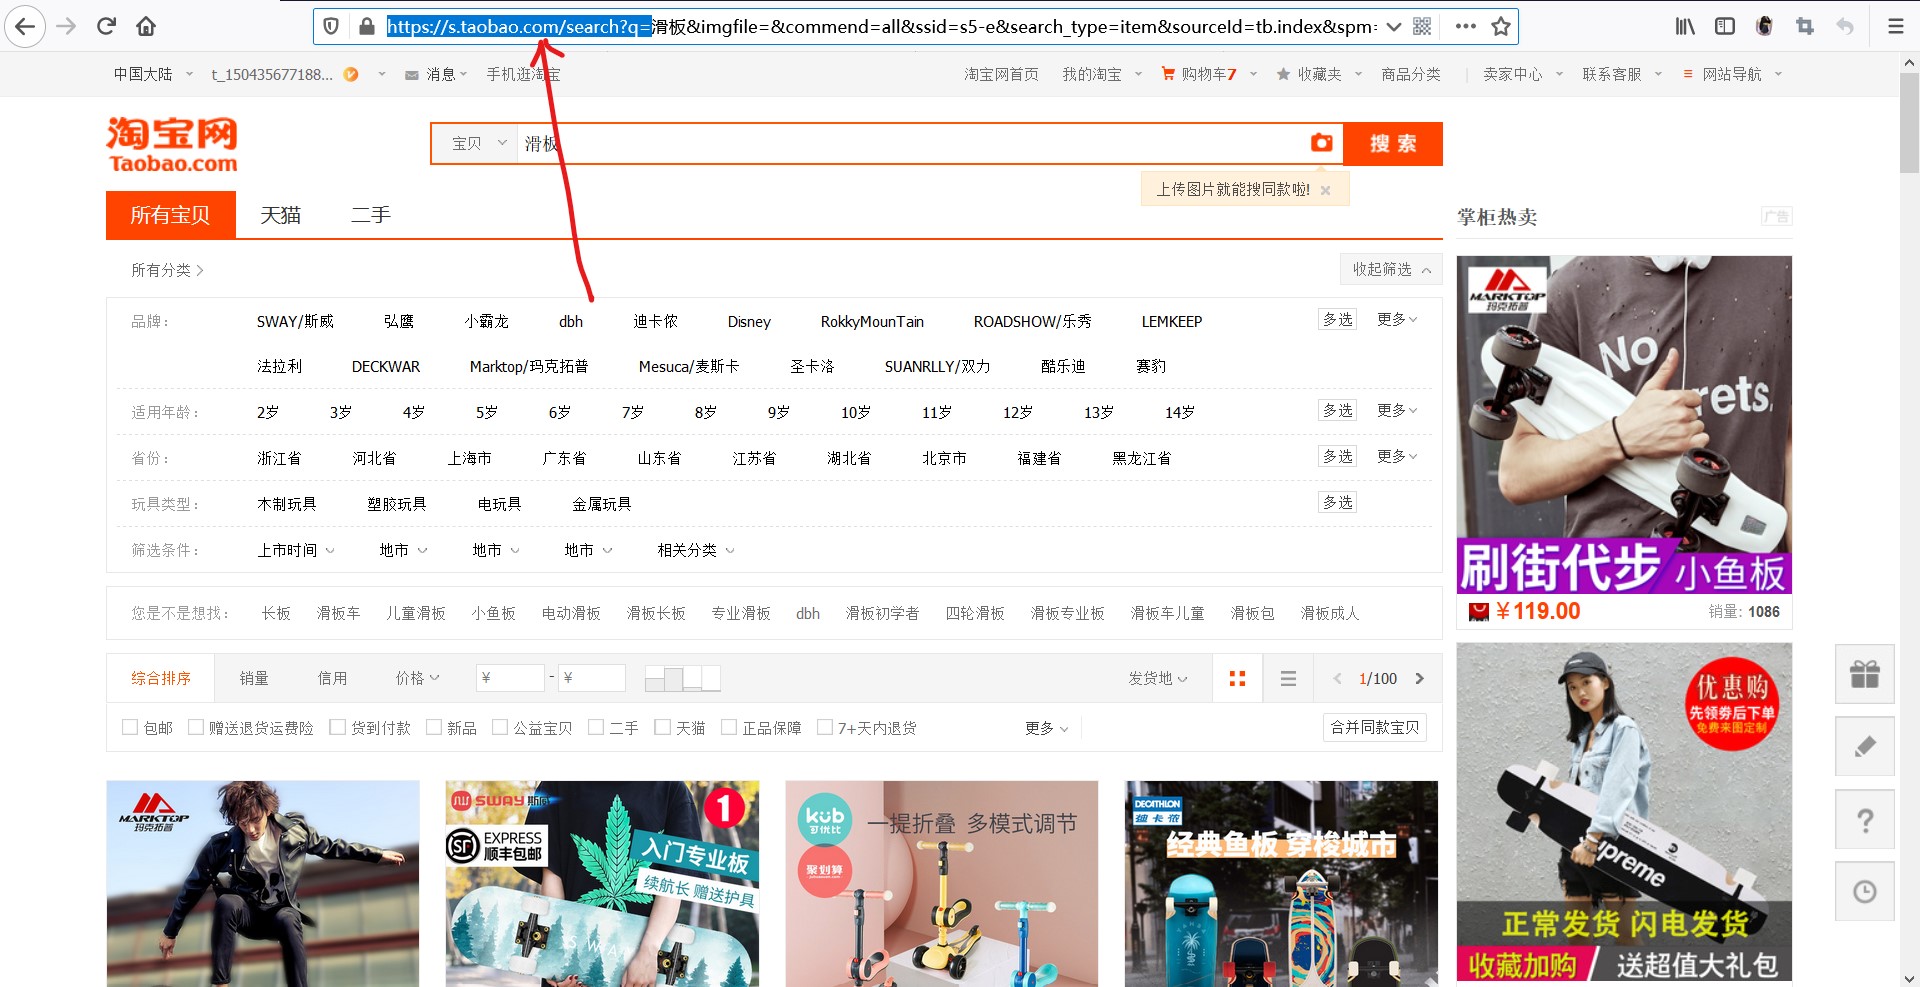 https://s.taobao.com/search?q=滑板&imgfile=&commend=all&ssid=s5-e&search_type=item&sourceId=tb.index&spm=
中国大陆 t_150435677188... 消息 手机逛淘宝 淘宝网首页 我的淘宝 购物车7 收藏夹 商品分类 卖家中心 联系客服 网站导航
淘宝网
Taobao.com
宝贝 滑板 搜索
上传图片就能搜同款啦!
所有宝贝 天猫 二手
掌柜热卖 广告
所有分类 收起筛选
品牌: SWAY/斯威 弘鹰 小霸龙 dbh 迪卡侬 Disney RokkyMounTain ROADSHOW/乐秀 LEMKEEP 多选 更多
法拉利 DECKWAR Marktop/玛克拓普 Mesuca/麦斯卡 圣卡洛 SUANRLLY/双力 酷乐迪 赛豹
适用年龄: 2岁 3岁 4岁 5岁 6岁 7岁 8岁 9岁 10岁 11岁 12岁 13岁 14岁 多选 更多
省份: 浙江省 河北省 上海市 广东省 山东省 江苏省 湖北省 北京市 福建省 黑龙江省 多选 更多
玩具类型: 木制玩具 塑胶玩具 电玩具 金属玩具 多选
筛选条件: 上市时间 地市 地市 地市 相关分类
您是不是想找: 长板 滑板车 儿童滑板 小鱼板 电动滑板 滑板长板 专业滑板 dbh 滑板初学者 四轮滑板 滑板专业板 滑板车儿童 滑板包 滑板成人
综合排序 销量 信用 价格 ¥ - ¥ 发货地 1/100
包邮 赠送退货运费险 货到付款 新品 公益宝贝 二手 天猫 正品保障 7+天内退货 更多 合并同款宝贝
MARKTOP
玛克拓普
No
rets.
刷街代步 小鱼板
¥119.00 销量: 1086
优惠购
先领券后下单
免费来图定制
upreme
正常发货 闪电发货
收藏加购 / 送超值大礼包
MARKTOP
玛克拓普
SWAY斯威
1
SF EXPRESS
顺丰包邮
入门专业板
续航长 赠送护具
kub
可优比
聚划算
一提折叠 多模式调节
DECATHLON
迪卡侬
经典鱼板 穿梭城市